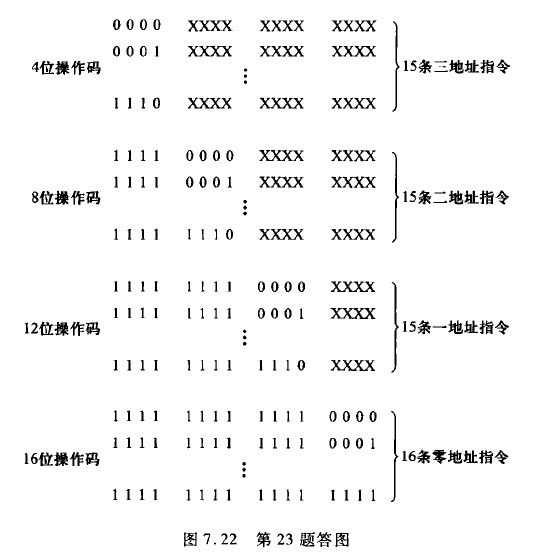 0000 XXXX XXXX XXXX
0001 XXXX XXXX XXXX
4位操作码 15条三地址指令
1110 XXXX XXXX XXXX
1111 0000 XXXX XXXX
1111 0001 XXXX XXXX
8位操作码 15条二地址指令
1111 1110 XXXX XXXX
1111 1111 0000 XXXX
1111 1111 0001 XXXX
12位操作码 15条一地址指令
1111 1111 1110 XXXX
1111 1111 1111 0000
1111 1111 1111 0001
16位操作码 16条零地址指令
1111 1111 1111 1111
图 7.22 第 23 题答图